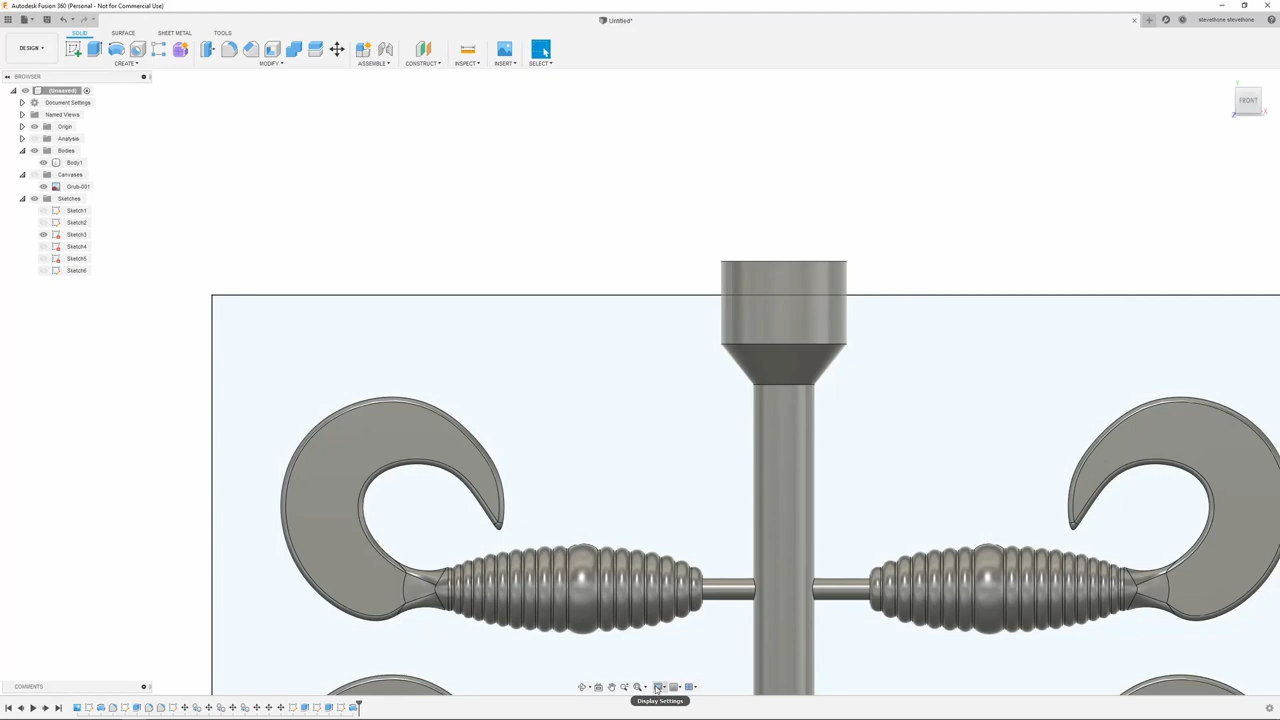 Autodesk Fusion 360 (Personal - Not for Commercial Use)
Untitled*
stevethone stevethone
SOLID SURFACE SHEET METAL TOOLS
DESIGN
CREATE MODIFY ASSEMBLE CONSTRUCT INSPECT INSERT SELECT
BROWSER
(Unsaved)
Document Settings
Named Views
Origin
Analysis
Bodies
Body1
Canvases
Grub-001
Sketches
Sketch1
Sketch2
Sketch3
Sketch4
Sketch5
Sketch6
Y
FRONT
Z X
COMMENTS
Display Settings